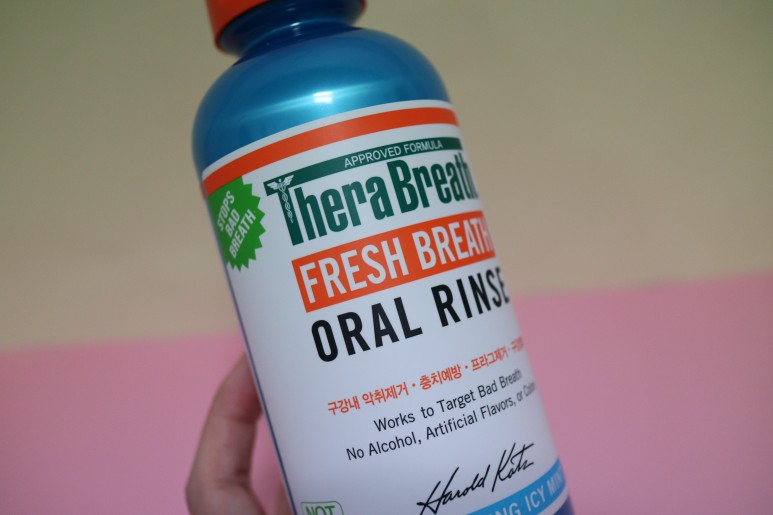 APPROVED FORMULA
TheraBreath
STOPS
BAD
BREATH
FRESH BREATH
ORAL RINSE
구강내 악취제거 · 충치예방 · 프라그제거 ·
Works to Target Bad Breath
No Alcohol, Artificial Flavors, or
Harold Katz
ICY
NOT